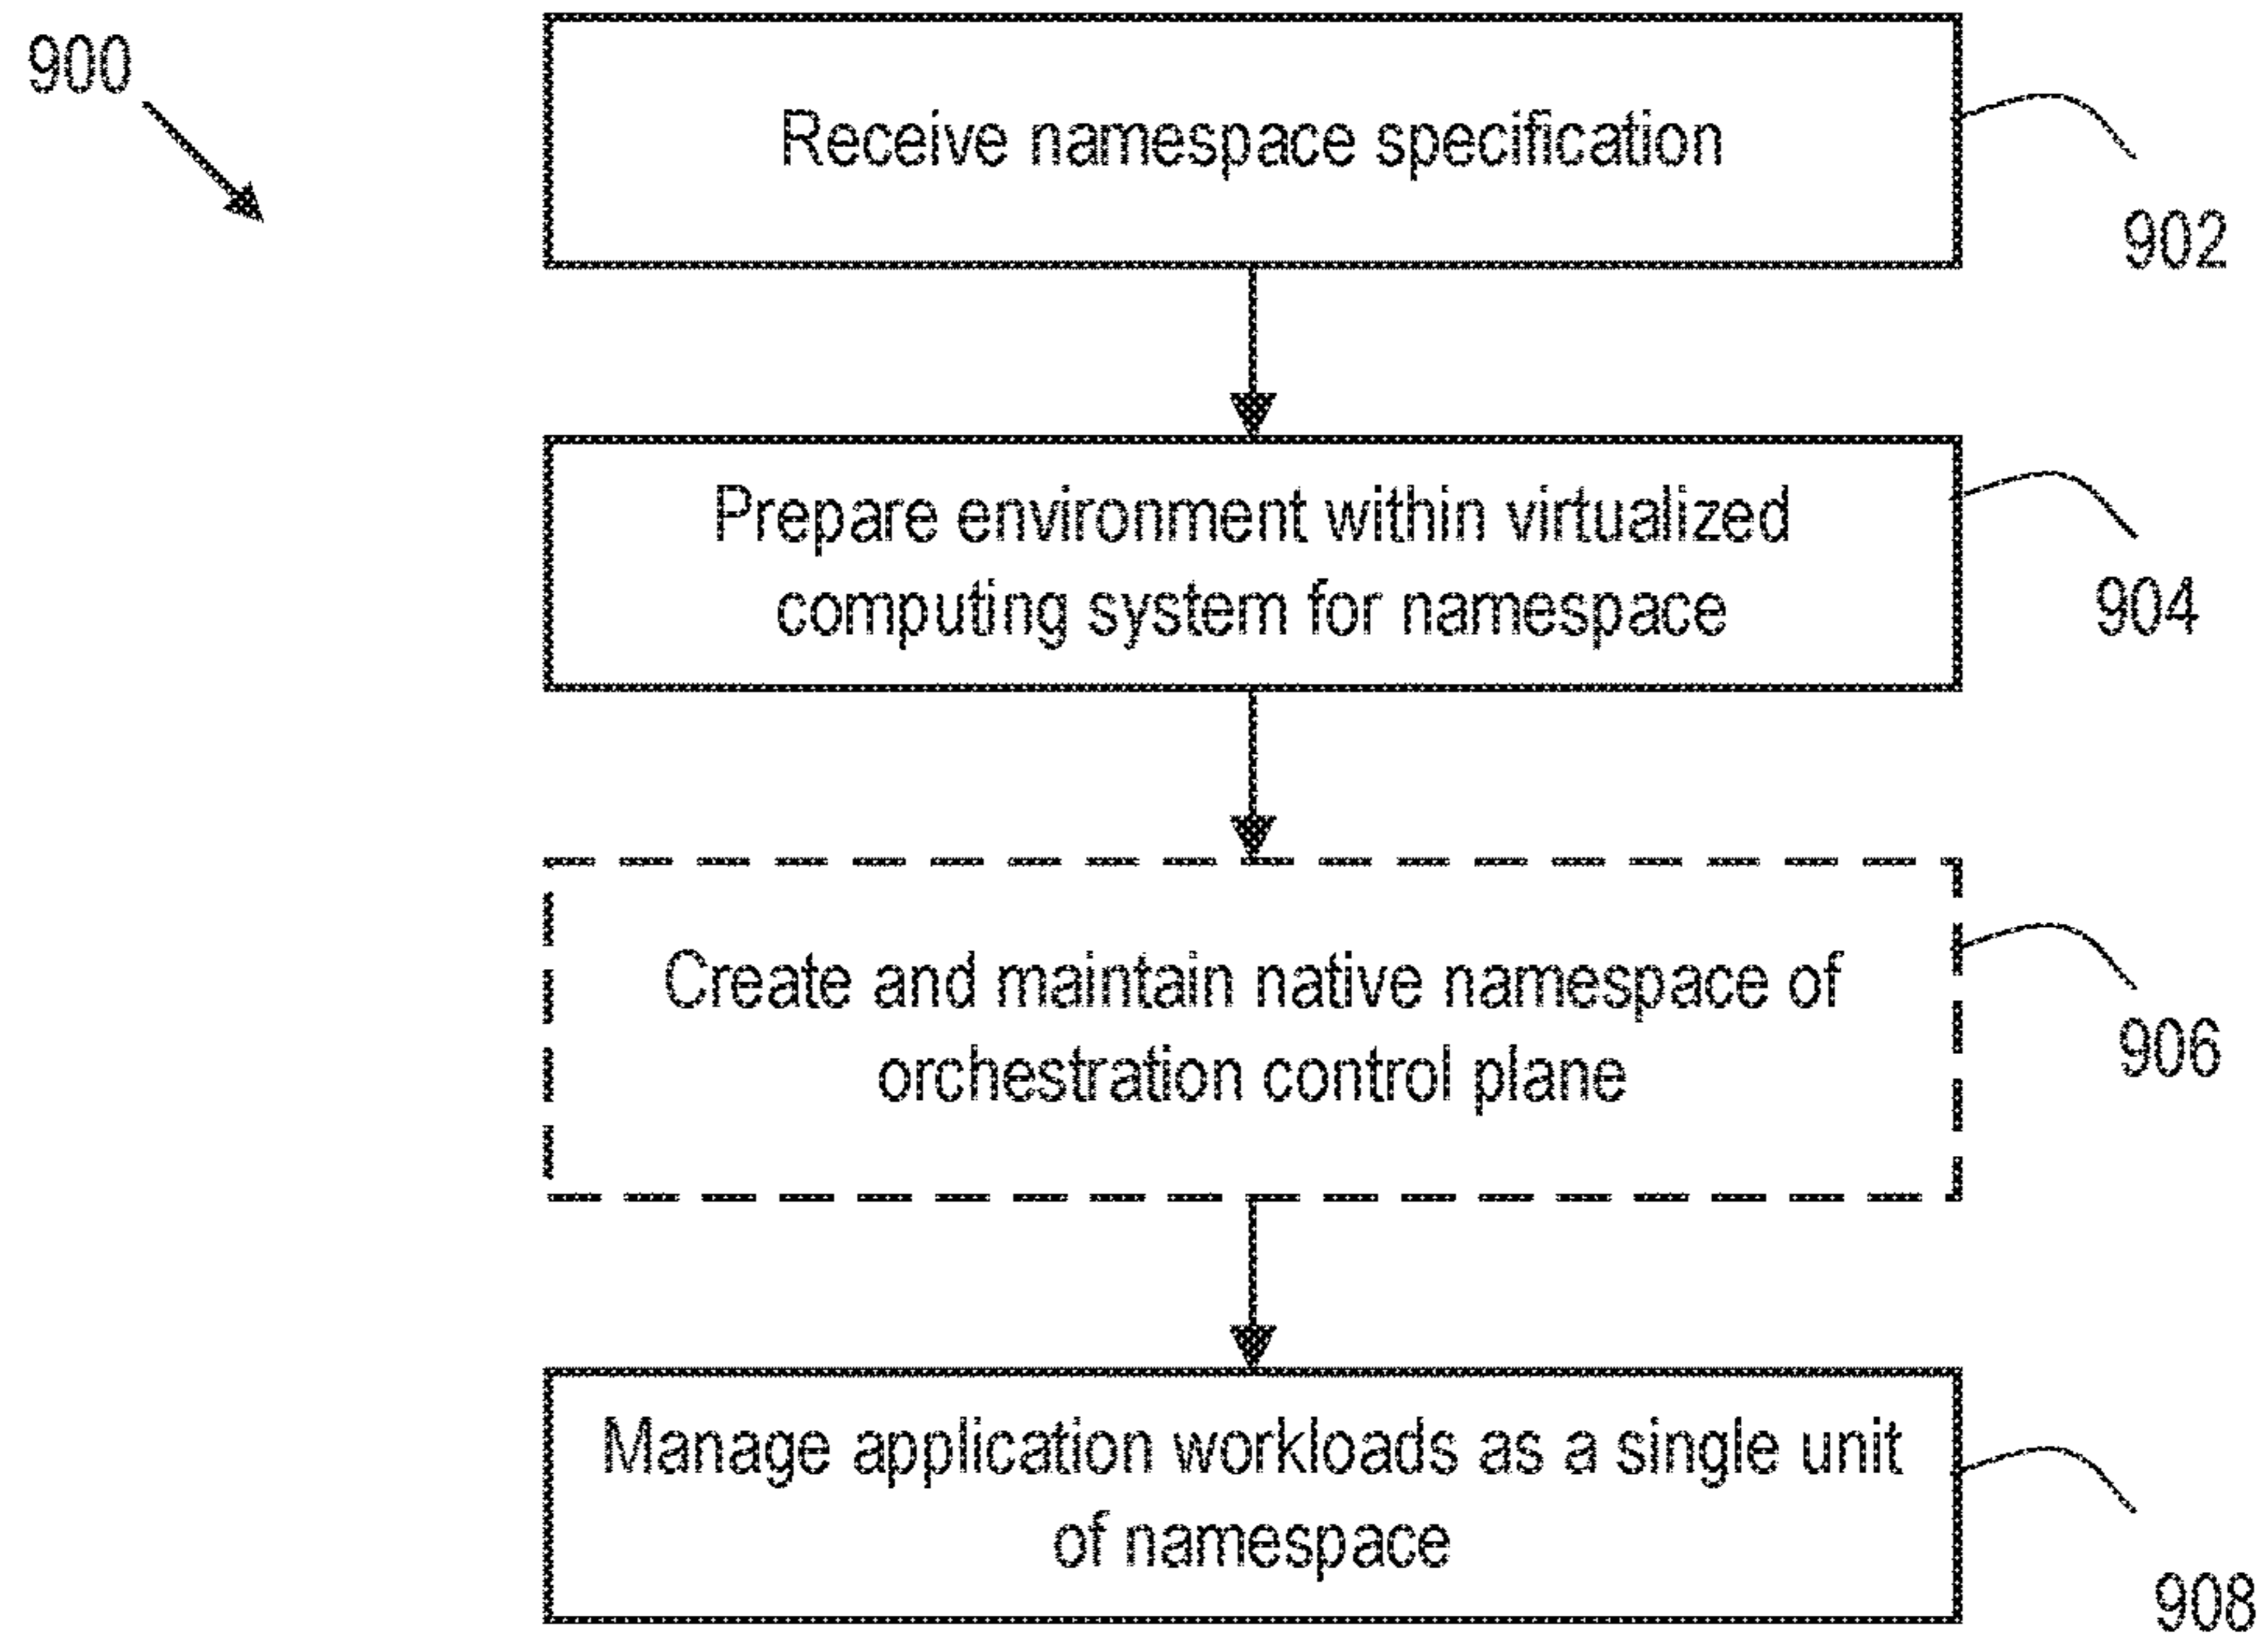 900
Receive namespace specification
902
Prepare environment within virtualized
computing system for namespace
904
Create and maintain native namespace of
orchestration control plane
906
Manage application workloads as a single unit
of namespace
908